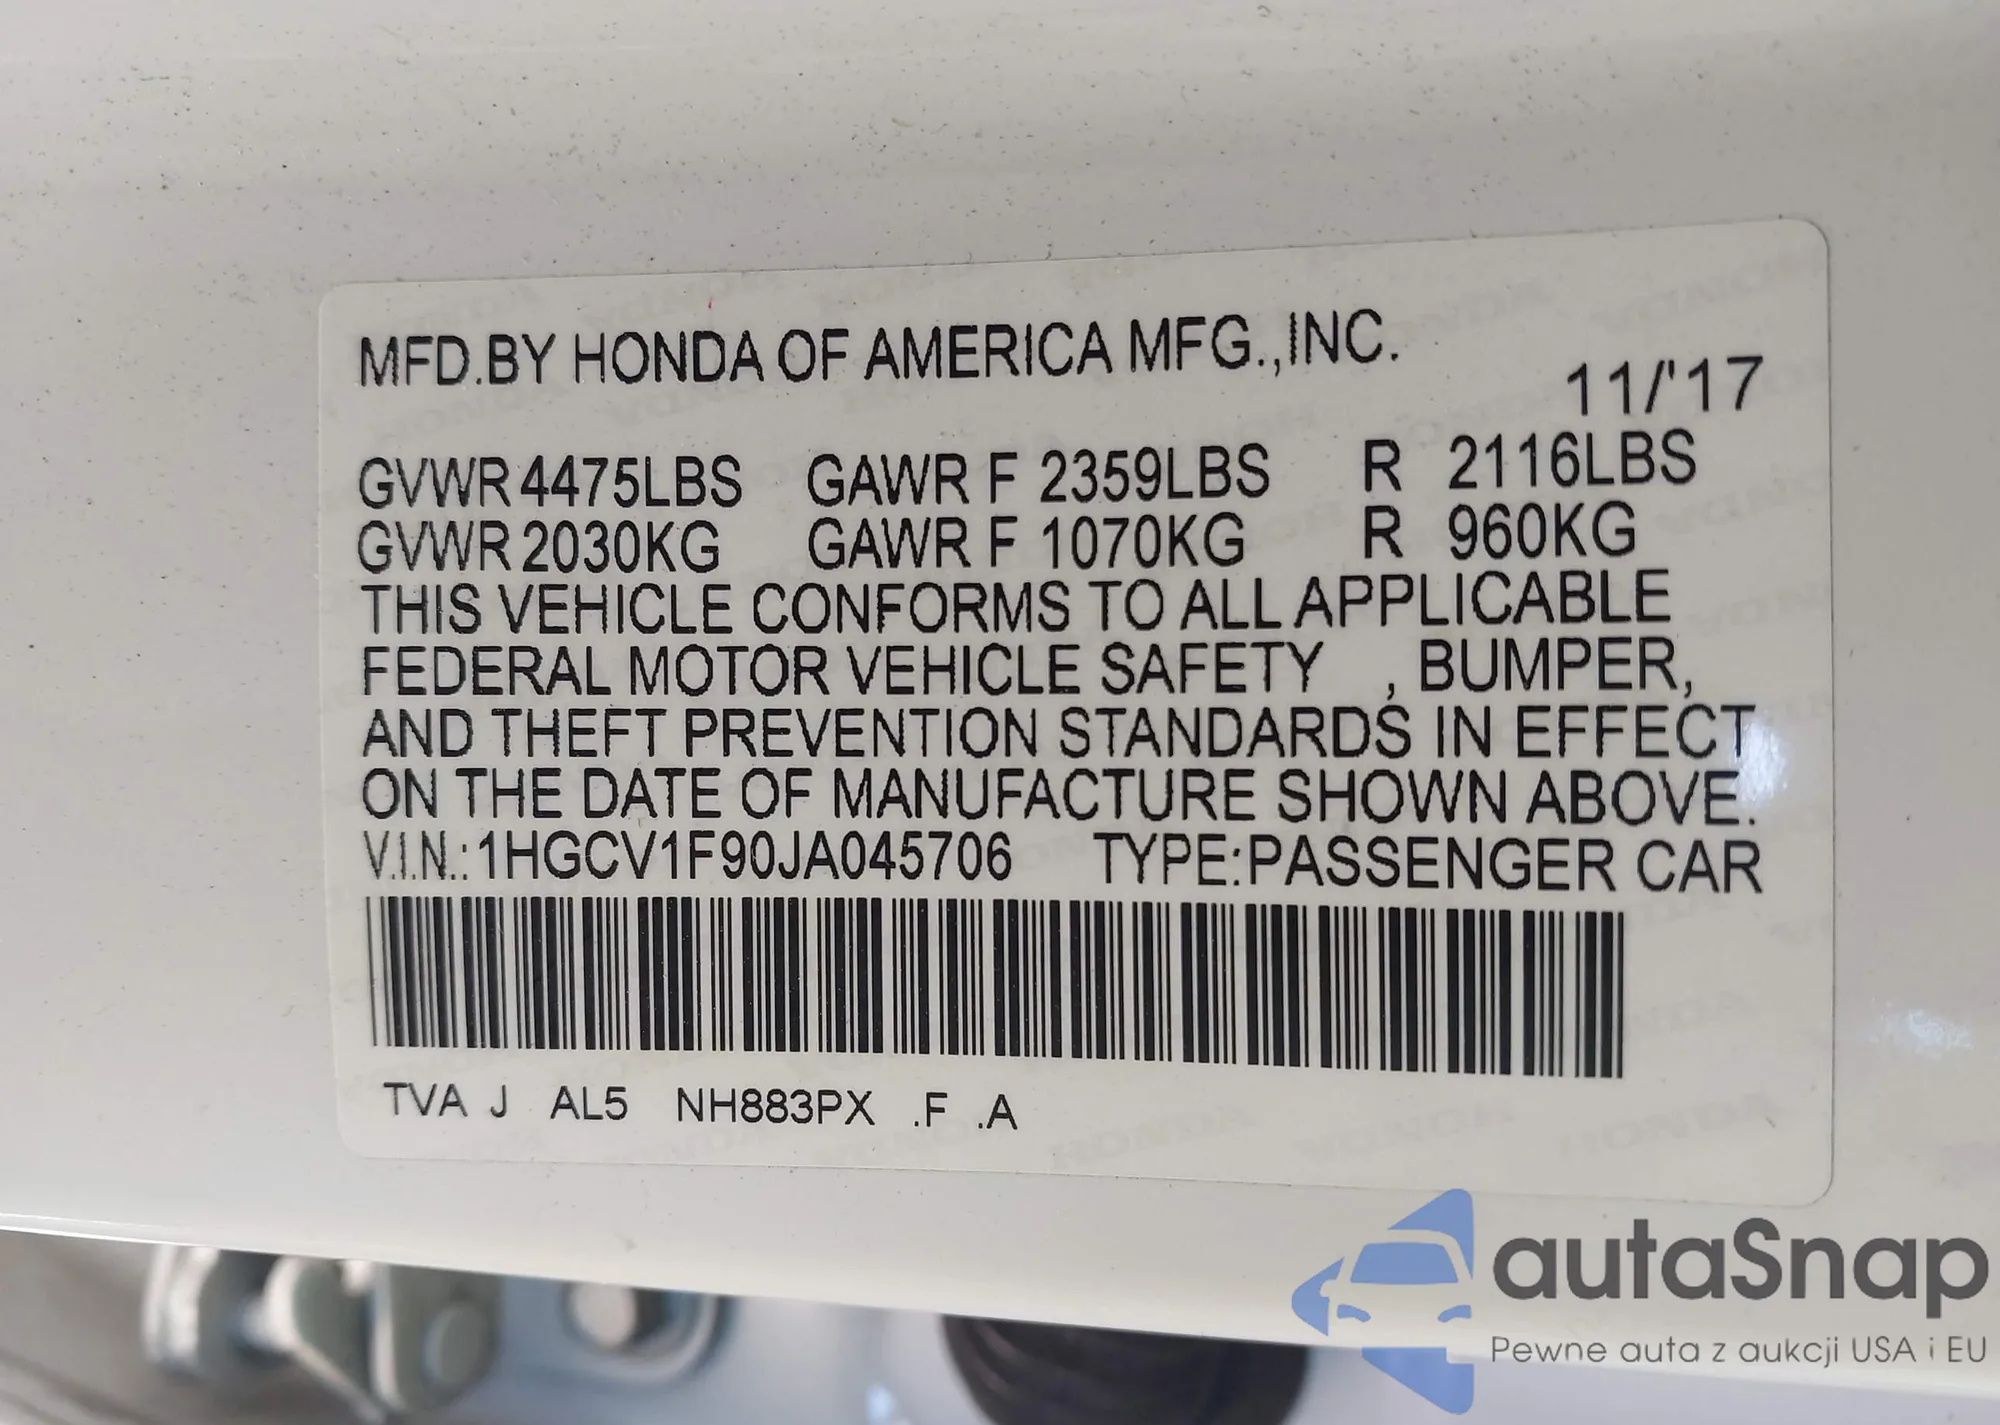 MFD.BY HONDA OF AMERICA MFG.,INC.
11/'17
GVWR 4475LBS GAWR F 2359LBS R 2116LBS
GVWR 2030KG GAWR F 1070KG R 960KG
THIS VEHICLE CONFORMS TO ALL APPLICABLE
FEDERAL MOTOR VEHICLE SAFETY , BUMPER,
AND THEFT PREVENTION STANDARDS IN EFFECT
ON THE DATE OF MANUFACTURE SHOWN ABOVE.
V.I.N.: 1HGCV1F90JA045706 TYPE:PASSENGER CAR
TVA J AL5 NH883PX .F .A
autaSnap
Pewne auta z aukcji USA i EU